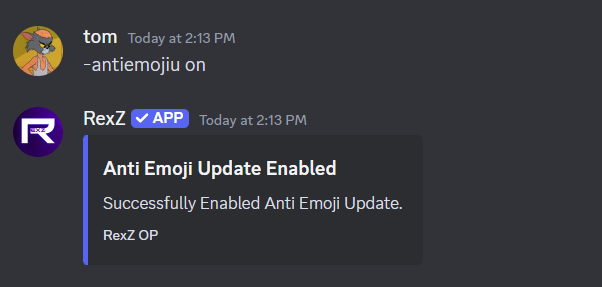 tom Today at 2:13 PM
-antiemojiu on
RexZ ✓ APP Today at 2:13 PM
Anti Emoji Update Enabled
Successfully Enabled Anti Emoji Update.
RexZ OP